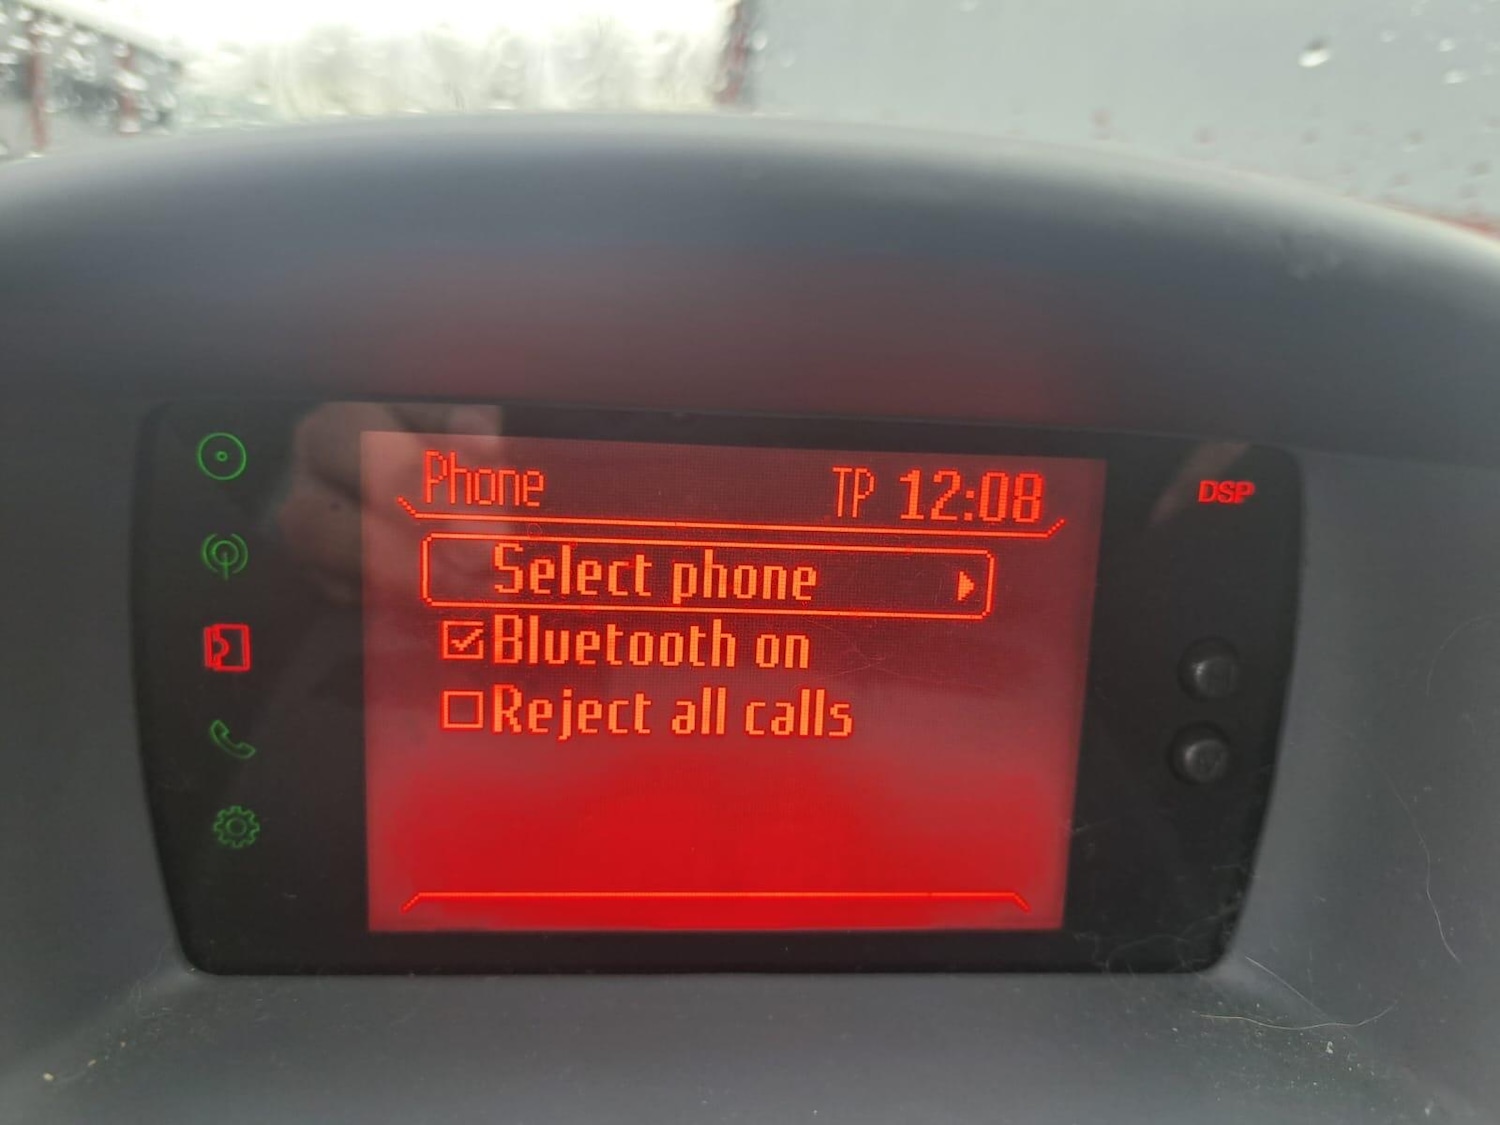 Phone TP 12:08
DSP
Select phone
Bluetooth on
Reject all calls